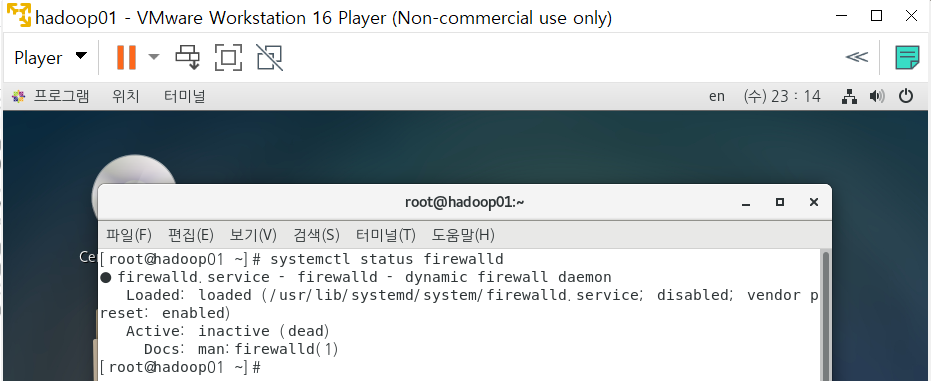 hadoop01 - VMware Workstation 16 Player (Non-commercial use only)
Player
프로그램 위치 터미널 en (수) 23 : 14
root@hadoop01:~
파일(F) 편집(E) 보기(V) 검색(S) 터미널(T) 도움말(H)
Ce
[root@hadoop01 ~]# systemctl status firewalld
● firewalld.service - firewalld - dynamic firewall daemon
Loaded: loaded (/usr/lib/systemd/system/firewalld.service; disabled; vendor p
reset: enabled)
Active: inactive (dead)
Docs: man:firewalld(1)
[root@hadoop01 ~]#